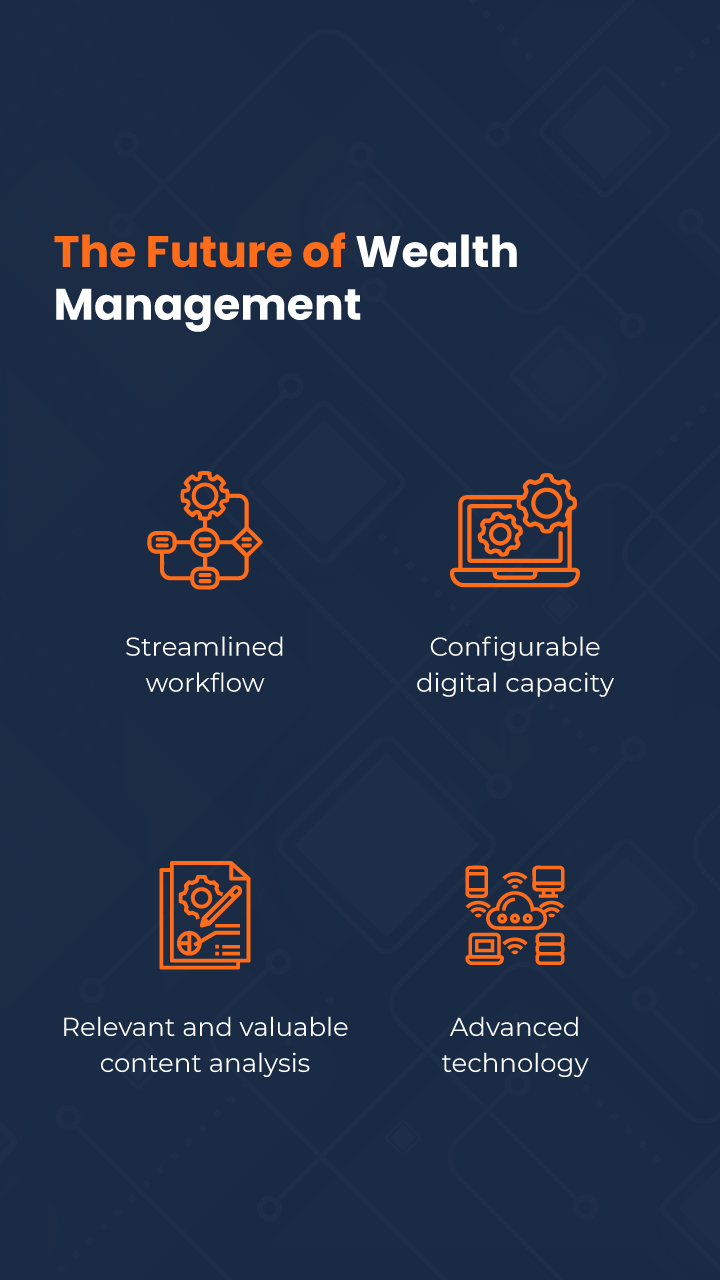 The Future of Wealth
Management
Streamlined
workflow
Configurable
digital capacity
Relevant and valuable
content analysis
Advanced
technology